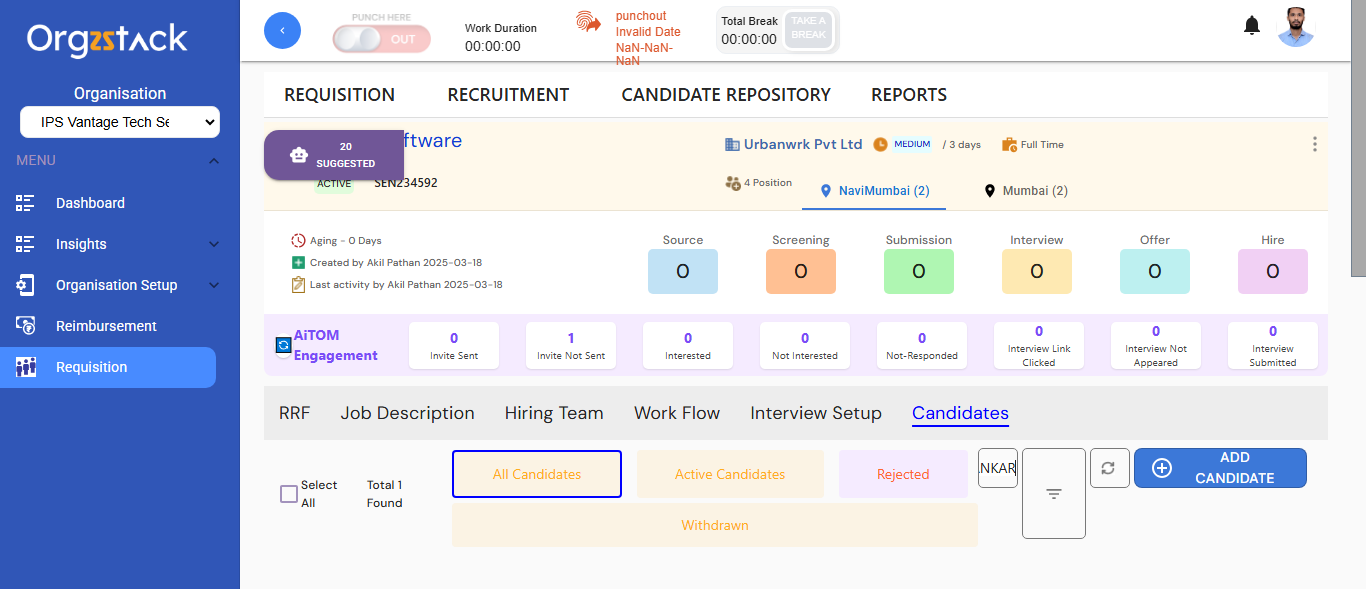 Orgzstack
Organisation
IPS Vantage Tech Se
MENU
Dashboard
Insights
Organisation Setup
Reimbursement
Requisition
PUNCH HERE
OUT
Work Duration
00:00:00
punchout
Invalid Date
NaN-NaN-
NaN
Total Break
00:00:00
TAKE A
BREAK
REQUISITION RECRUITMENT CANDIDATE REPOSITORY REPORTS
20
SUGGESTED
ftware
ACTIVE SEN234592
Urbanwrk Pvt Ltd MEDIUM / 3 days Full Time
4 Position NaviMumbai (2) Mumbai (2)
Aging - 0 Days
Created by Akil Pathan 2025-03-18
Last activity by Akil Pathan 2025-03-18
Source Screening Submission Interview Offer Hire
0 0 0 0 0 0
AiTOM
Engagement
0
Invite Sent
1
Invite Not Sent
0
Interested
0
Not Interested
0
Not-Responded
0
Interview Link
Clicked
0
Interview Not
Appeared
0
Interview
Submitted
RRF Job Description Hiring Team Work Flow Interview Setup Candidates
Select
All
Total 1
Found
All Candidates Active Candidates Rejected
Withdrawn
NKAR
ADD
CANDIDATE